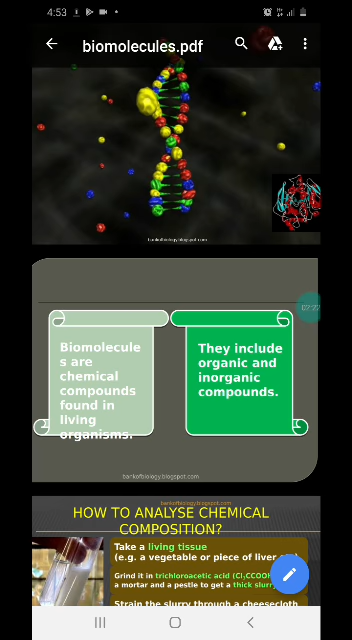 4:53
biomolecules.pdf
bankofbiology.blogspot.com
02:22
Biomolecule
s are
chemical
compounds
found in
living
organisms.
They include
organic and
inorganic
compounds.
bankofbiology.blogspot.com
bankofbiology.blogspot.com
HOW TO ANALYSE CHEMICAL
COMPOSITION?
Take a living tissue
(e.g. a vegetable or piece of liver
Grind it in trichloroacetic acid (Cl₃CCOOH
a mortar and a pestle to get a thick slurry
Strain the slurry through a cheesecloth